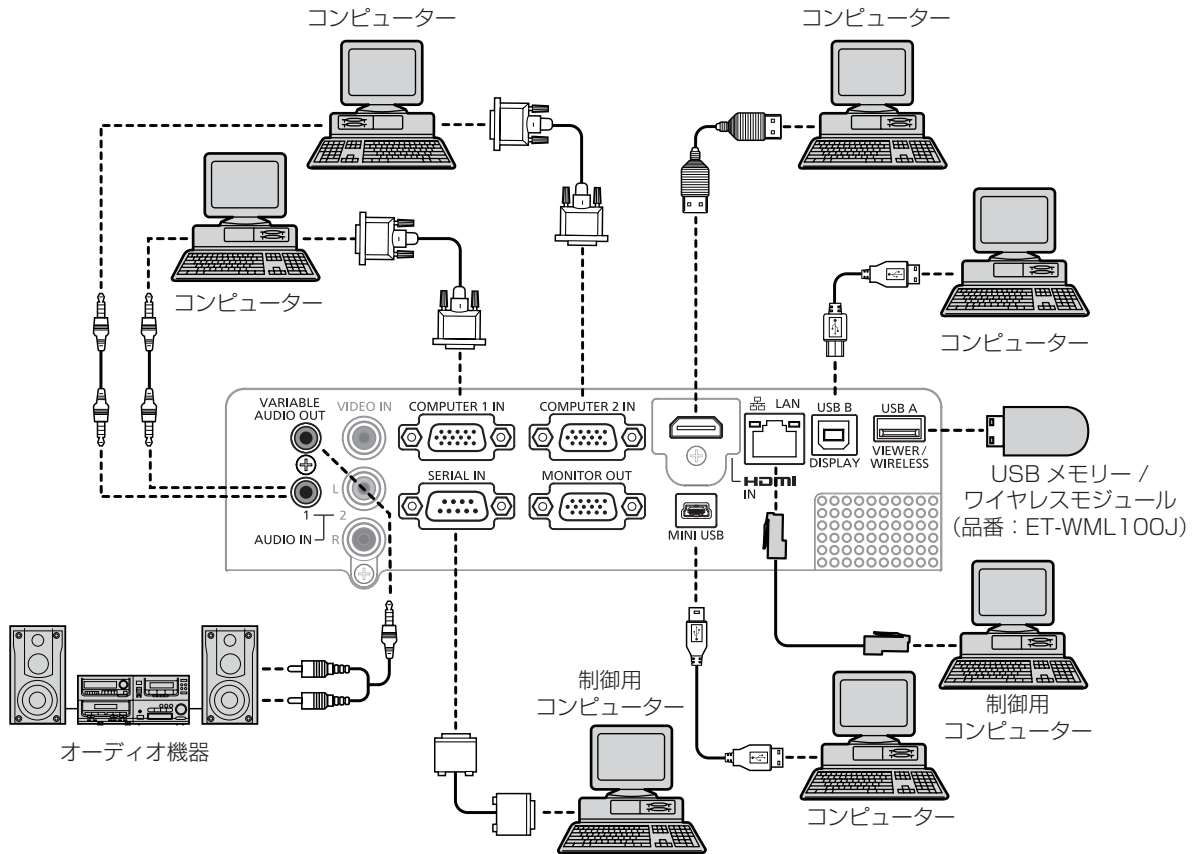 コンピューター
コンピューター
コンピューター
コンピューター
VARIABLE
AUDIO OUT
VIDEO IN
COMPUTER 1 IN
COMPUTER 2 IN
LAN
USB B
USB A
DISPLAY
VIEWER /
WIRELESS
HDMI
IN
SERIAL IN
MONITOR OUT
MINI USB
L
1
2
AUDIO IN
R
USB メモリー /
ワイヤレスモジュール
(品番：ET-WML100J)
オーディオ機器
制御用
コンピューター
制御用
コンピューター
コンピューター